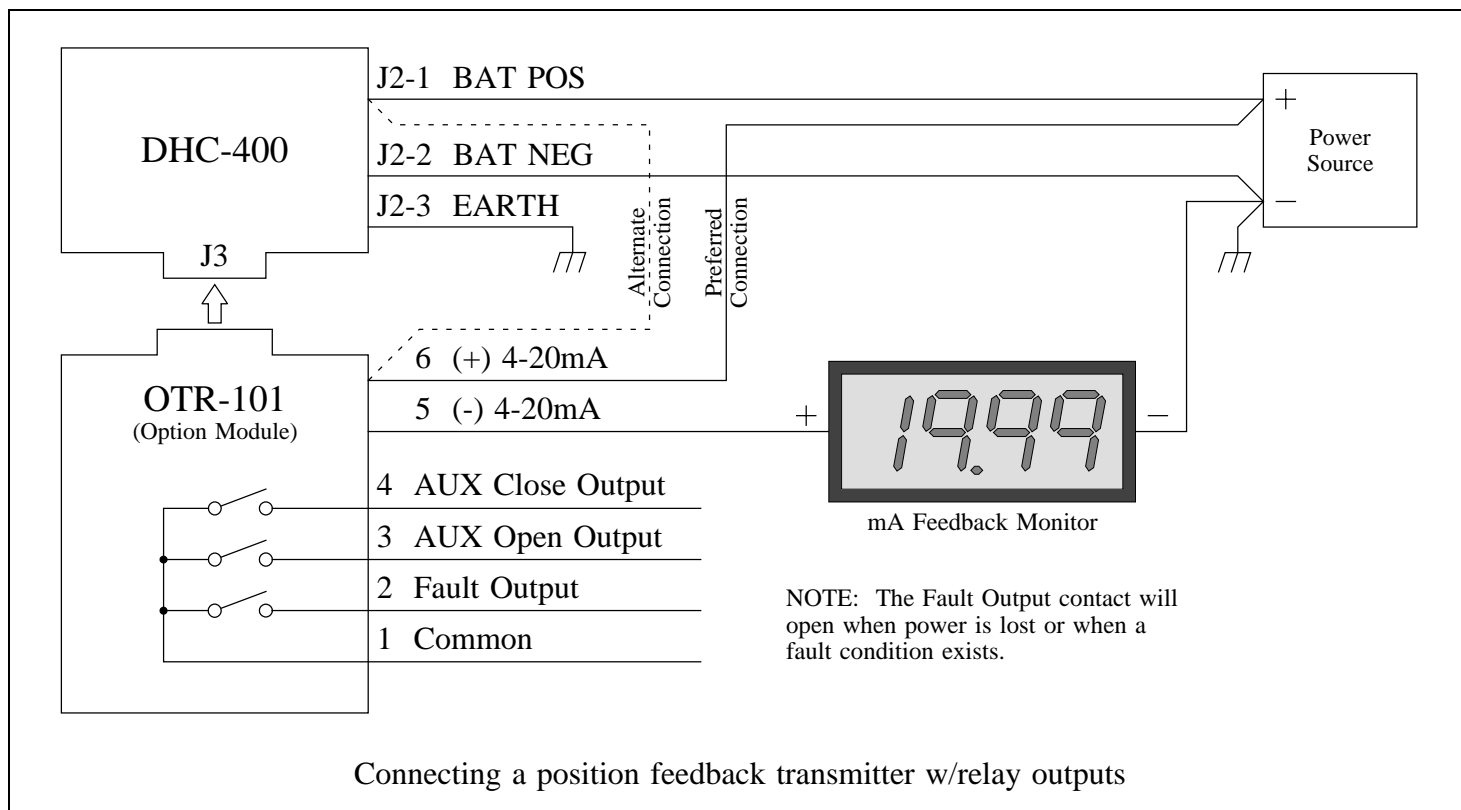 J2-1 BAT POS
DHC-400
J2-2 BAT NEG
J2-3 EARTH
J3
+
−
Power
Source
Alternate
Connection
Preferred
Connection
OTR-101
(Option Module)
6 (+) 4-20mA
5 (-) 4-20mA
+
19.99
−
mA Feedback Monitor
4 AUX Close Output
3 AUX Open Output
2 Fault Output
1 Common
NOTE: The Fault Output contact will
open when power is lost or when a
fault condition exists.
Connecting a position feedback transmitter w/relay outputs